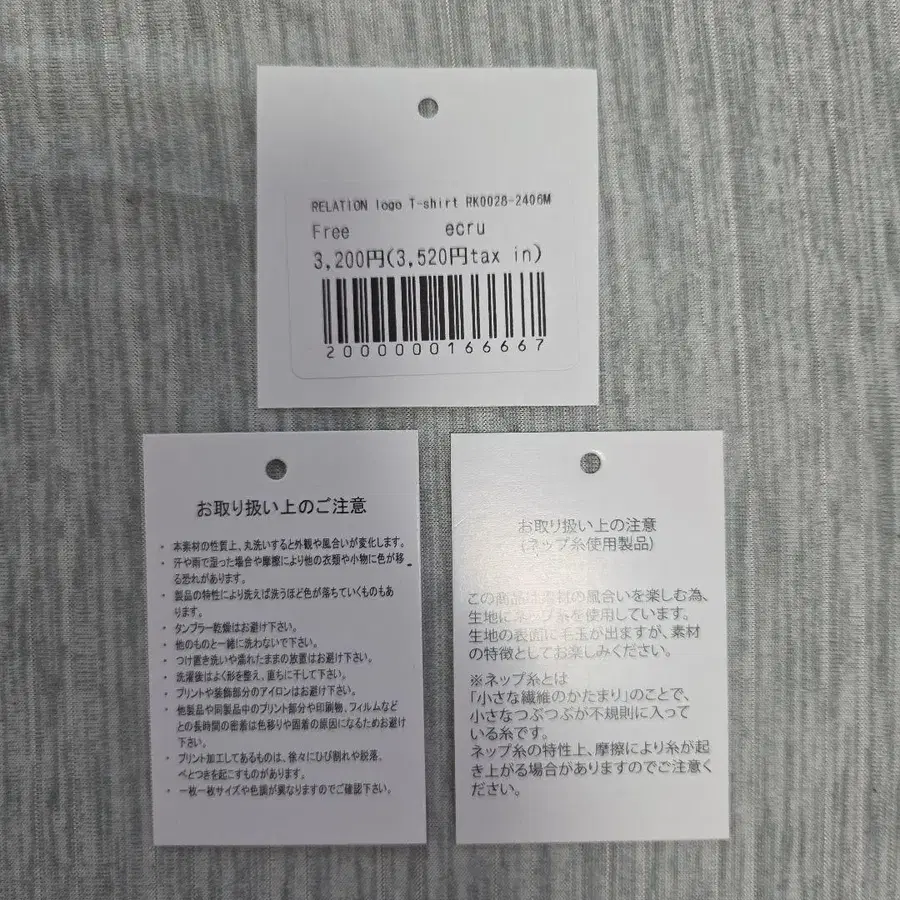 RELATION logo T-shirt RK0028-2406M
Free ecru
3,200円(3,520円tax in)
2000000166667
お取り扱い上のご注意
・ 本素材の性質上、丸洗いすると外観や風合いが変化します。
・ 汗や雨で湿った場合や摩擦により他の衣類や小物に色が移
る恐れがあります。
・ 製品の特性により洗えば洗うほど色が落ちていくものもあ
ります。
・ タンブラー乾燥はお避け下さい。
・ 他のものと一緒に洗わないで下さい。
・ つけ置き洗いや濡れたままの放置はお避け下さい。
・ 洗濯後はよく形を整え、直ちに干して下さい。
・ プリントや装飾部分のアイロンはお避け下さい。
・ 他製品や同製品中のプリント部分や印刷物、フィルムなど
との長時間の密着は色移りや固着の原因になるためお避け
下さい。
・ プリント加工してあるものは、徐々にひび割れや脱落、
べとつきを起こすものがあります。
・ 一枚一枚サイズや色調が異なりますのでご確認下さい。
お取り扱い上の注意
(ネップ糸使用製品)
この商品は素材の風合いを楽しむ為、
生地にネップ糸を使用しています。
生地の表面に毛玉が出ますが、素材
の特徴としてお楽しみください。
※ネップ糸とは
「小さな繊維のかたまり」のことで、
小さなつぶつぶが不規則に入って
いる糸です。
ネップ糸の特性上、摩擦により糸が起
き上がる場合がありますのでご注意く
ださい。